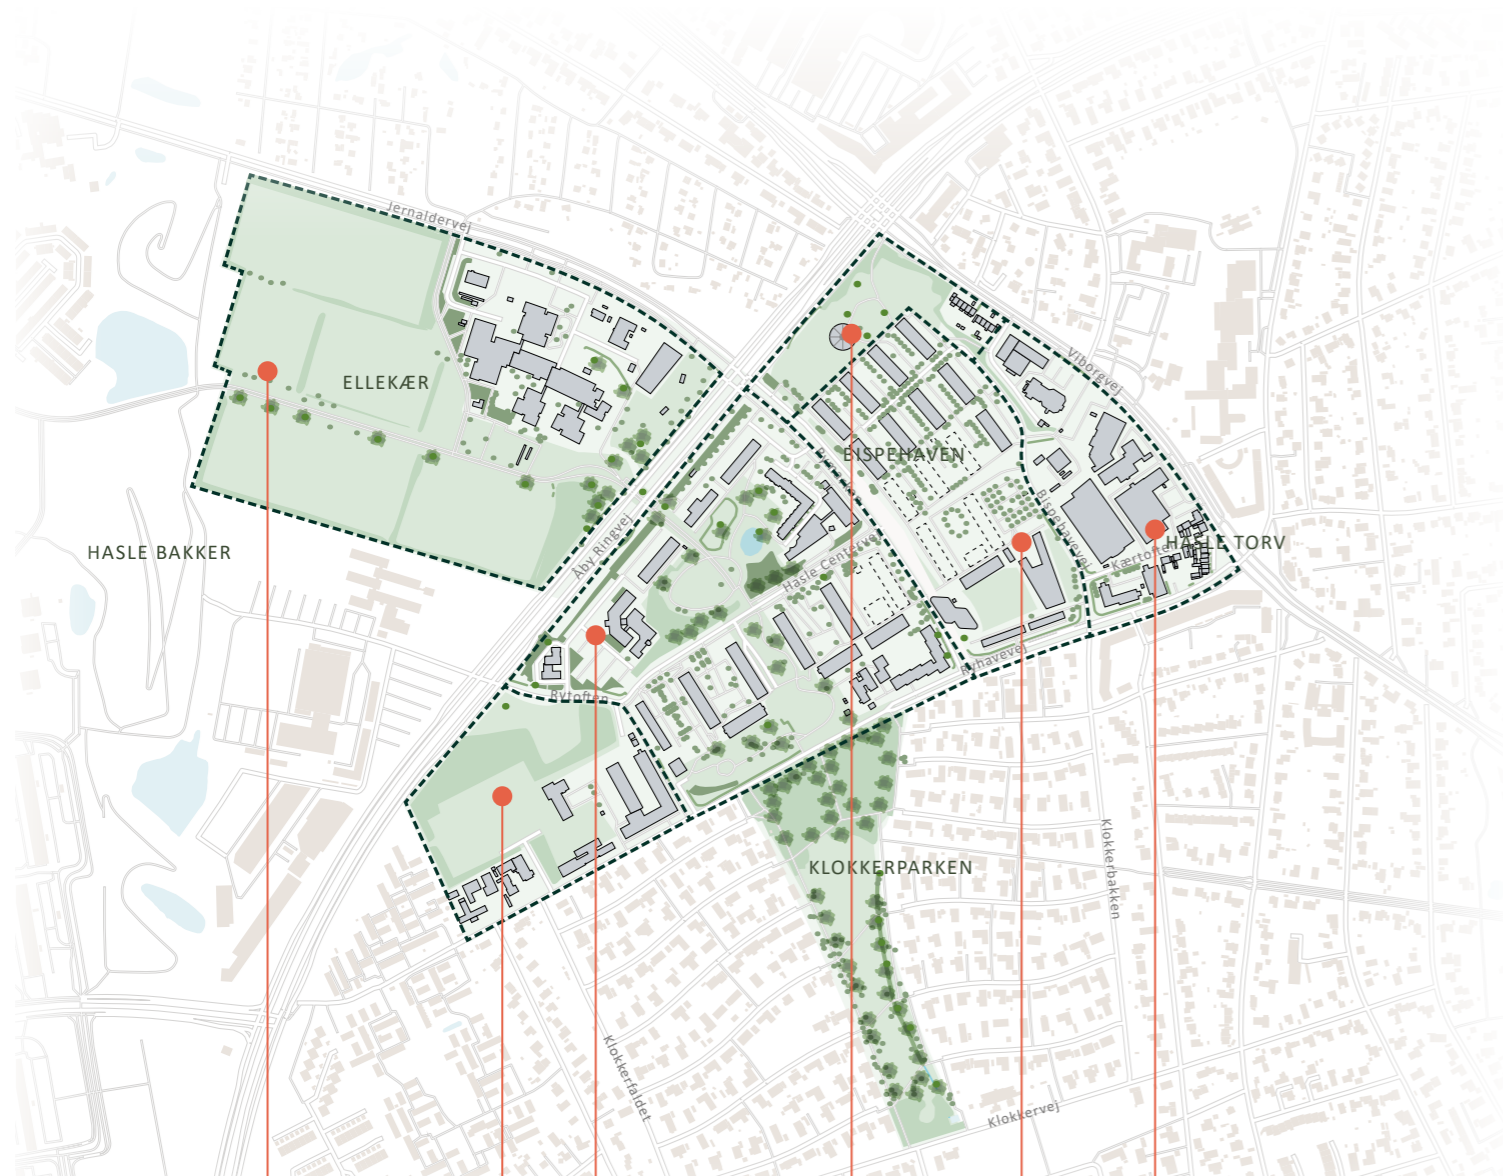 Jernaldervej
Viborgvej
ELLEKÆR
BISPEHAVEN
Bispehavevej
HASLE BAKKER
Åby Ringvej
HASLE TORV
Kærtoften
Hasle Centervej
Ryhavevej
Rytoften
KLOKKERPARKEN
Klokkerbakken
Klokkerfaldet
Klokkervej